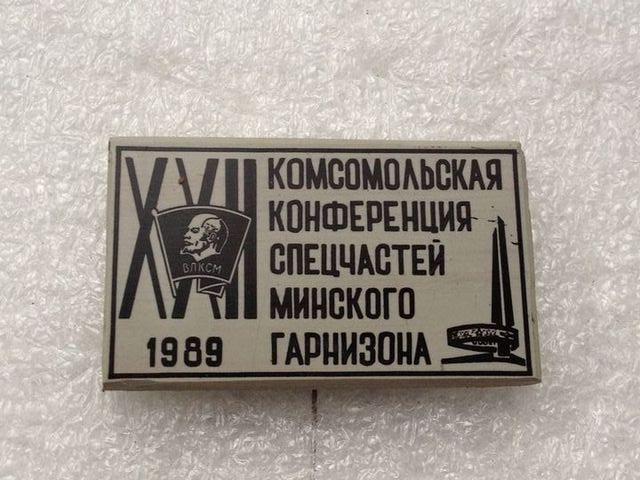 XXII
ВЛКСМ
1989
КОМСОМОЛЬСКАЯ
КОНФЕРЕНЦИЯ
СПЕЦЧАСТЕЙ
МИНСКОГО
ГАРНИЗОНА